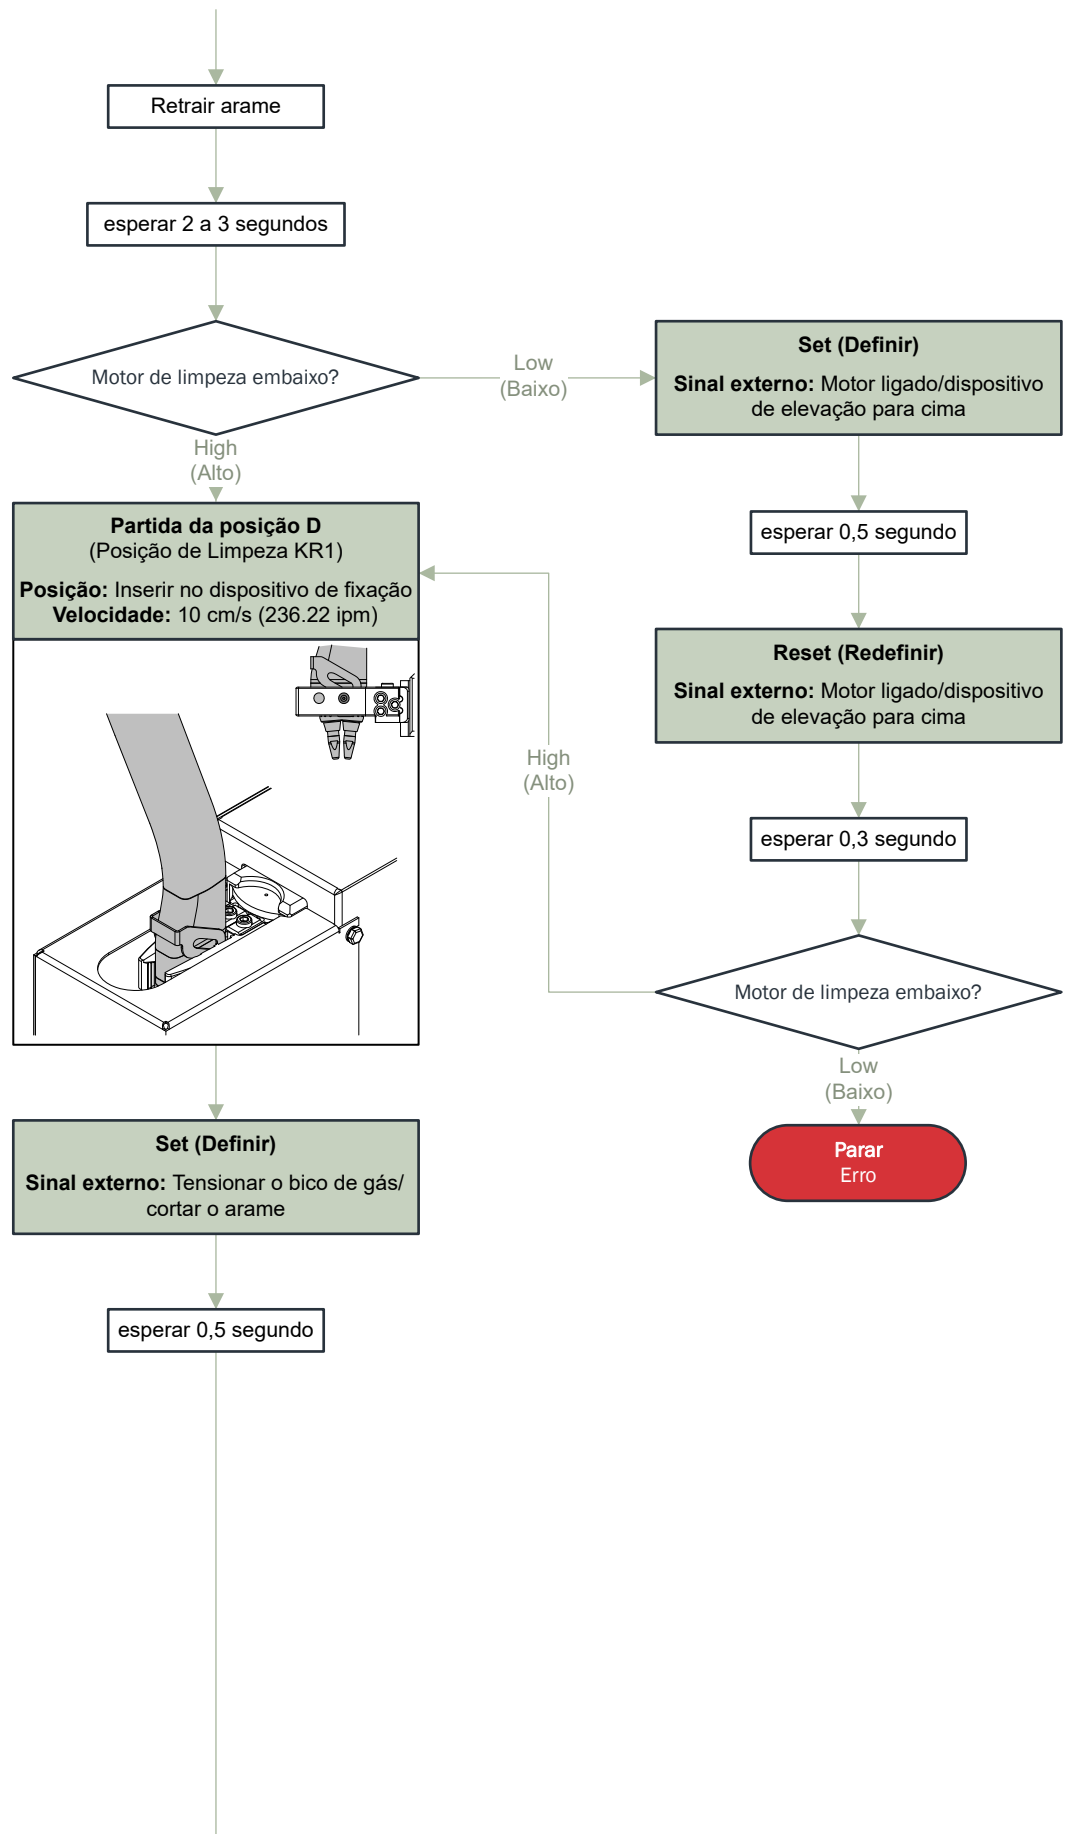 Retrair arame
esperar 2 a 3 segundos
Motor de limpeza embaixo?
Low
(Baixo)
Set (Definir)
Sinal externo: Motor ligado/dispositivo
de elevação para cima
High
(Alto)
esperar 0,5 segundo
Partida da posição D
(Posição de Limpeza KR1)
Posição: Inserir no dispositivo de fixação
Velocidade: 10 cm/s (236.22 ipm)
Reset (Redefinir)
Sinal externo: Motor ligado/dispositivo
de elevação para cima
High
(Alto)
esperar 0,3 segundo
Motor de limpeza embaixo?
Low
(Baixo)
Parar
Erro
Set (Definir)
Sinal externo: Tensionar o bico de gás/
cortar o arame
esperar 0,5 segundo